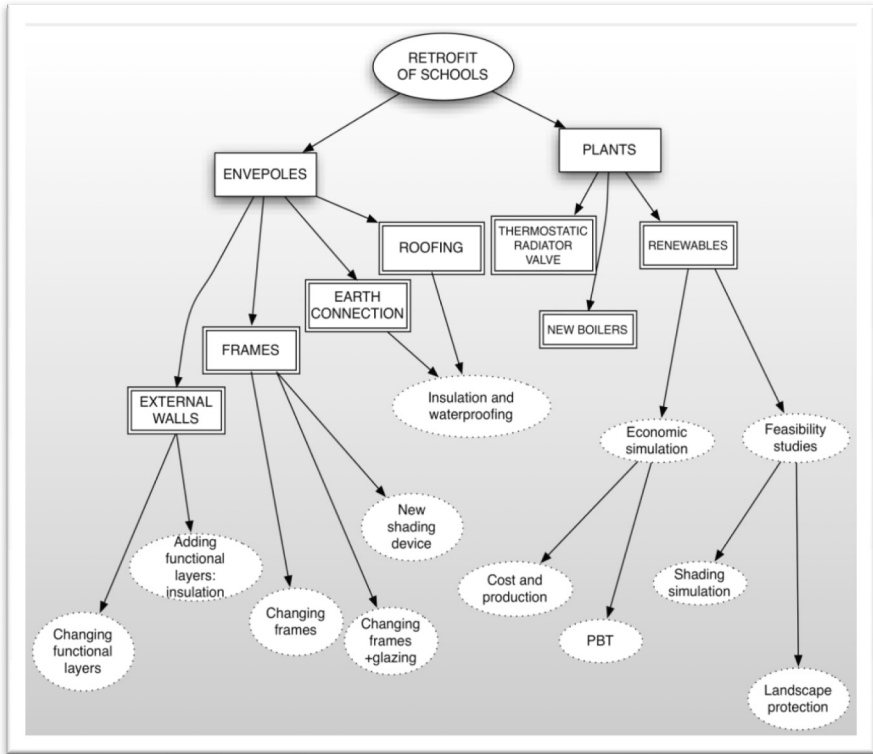 RETROFIT
OF SCHOOLS
ENVEPOLES
PLANTS
ROOFING
THERMOSTATIC
RADIATOR
VALVE
RENEWABLES
EARTH
CONNECTION
NEW BOILERS
FRAMES
EXTERNAL
WALLS
Insulation and
waterproofing
Economic
simulation
Feasibility
studies
New
shading
device
Adding
functional
layers:
insulation
Cost and
production
Shading
simulation
Changing
frames
Changing
frames
+glazing
Changing
functional
layers
PBT
Landscape
protection